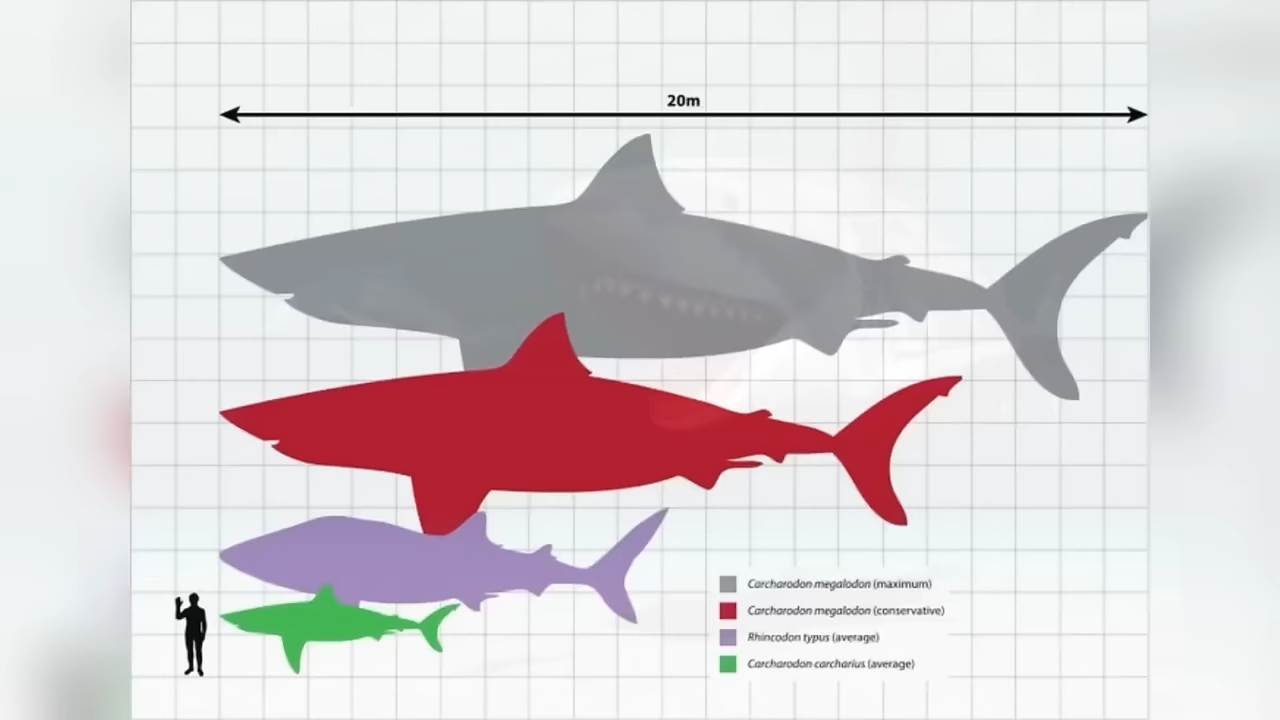 20m
Carcharodon megalodon (maximum)
Carcharodon megalodon (conservative)
Rhincodon typus (average)
Carcharodon carcharius (average)